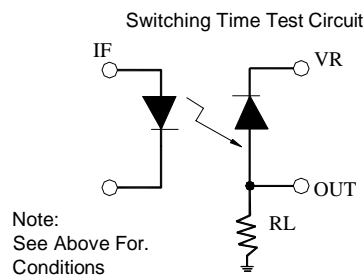 Switching Time Test Circuit
IF
VR
OUT
RL
Note:
See Above For.
Conditions